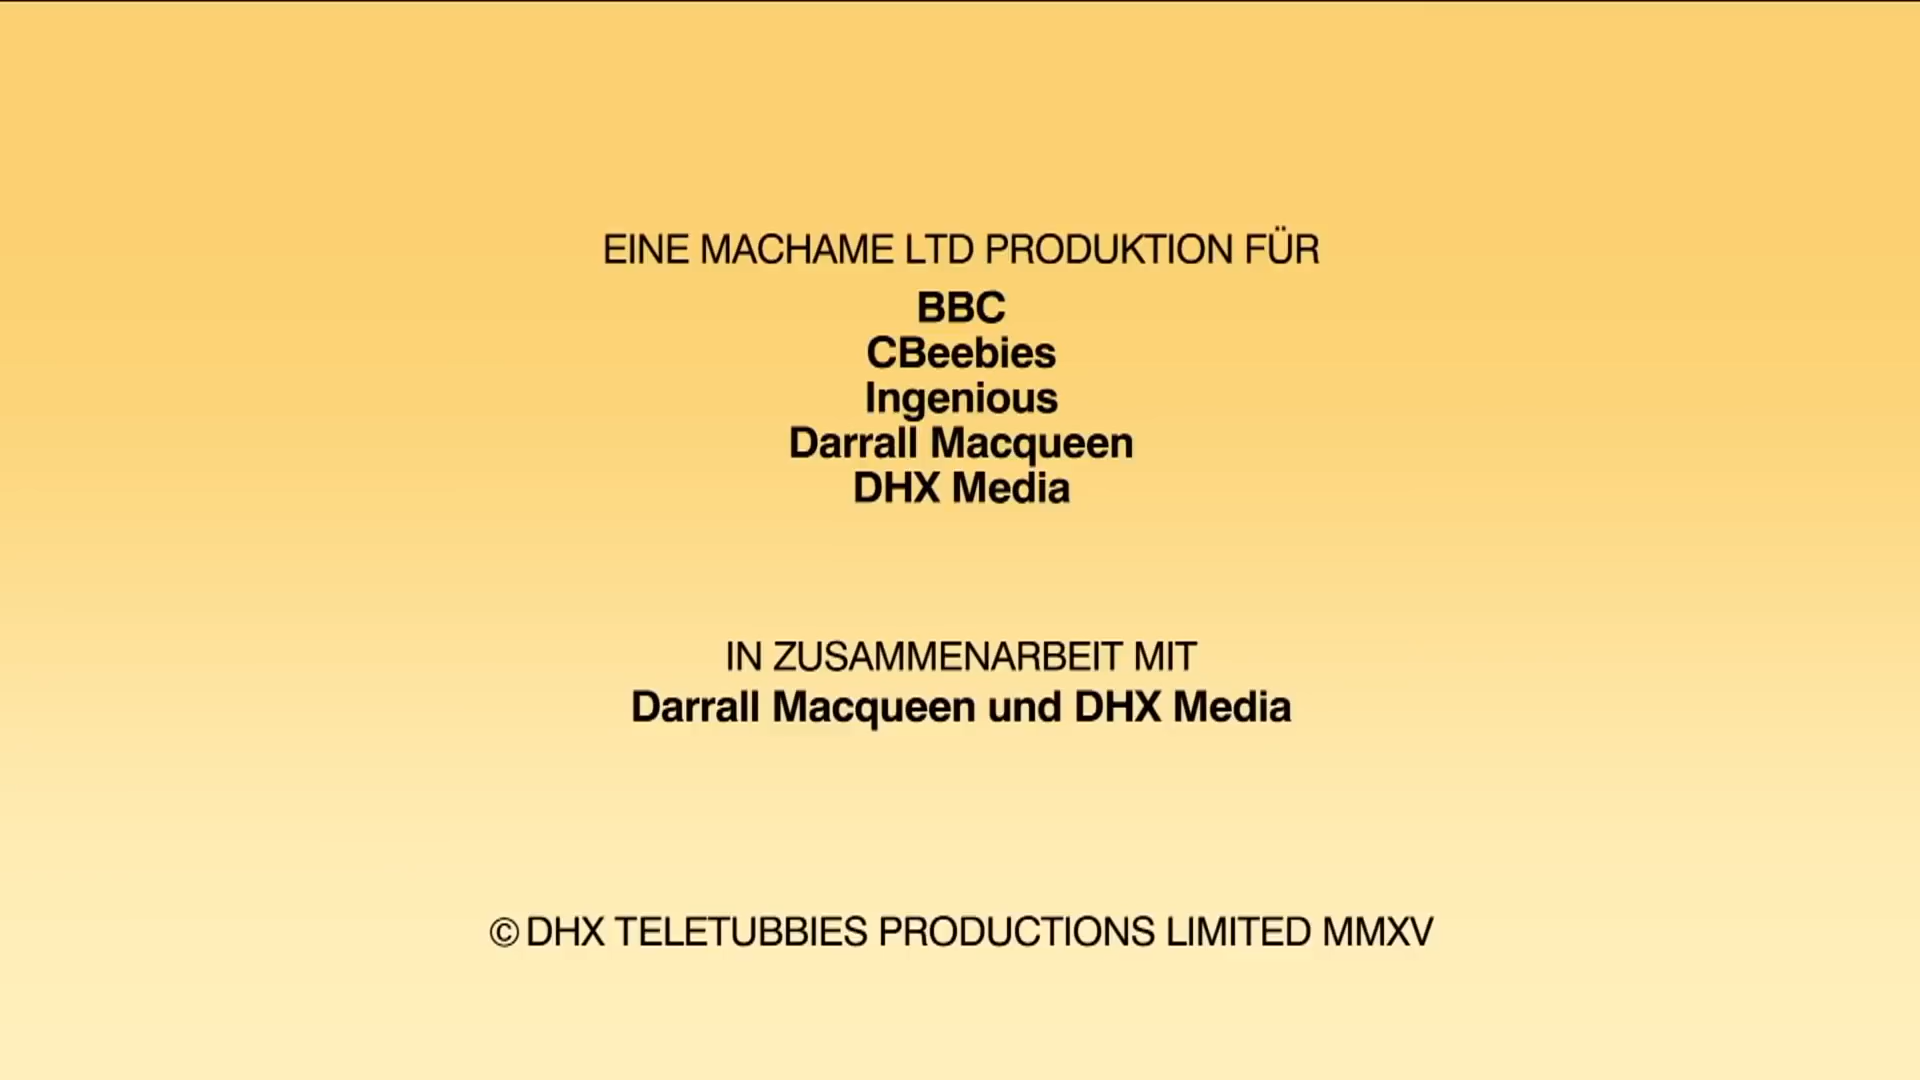 EINE MACHAME LTD PRODUKTION FÜR
BBC
CBeebies
Ingenious
Darrall Macqueen
DHX Media
IN ZUSAMMENARBEIT MIT
Darrall Macqueen und DHX Media
© DHX TELETUBBIES PRODUCTIONS LIMITED MMXV